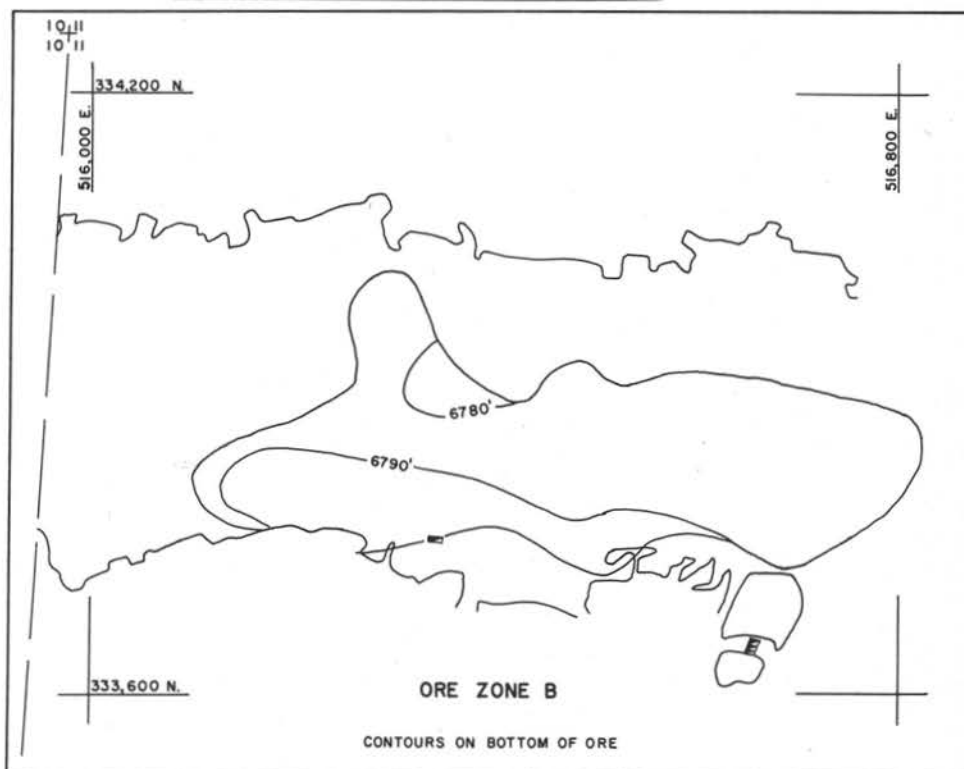 10 11
10 11
334,200 N.
516,000 E.
516,800 E.
6780'
6790'
333,600 N.
ORE ZONE B
CONTOURS ON BOTTOM OF ORE